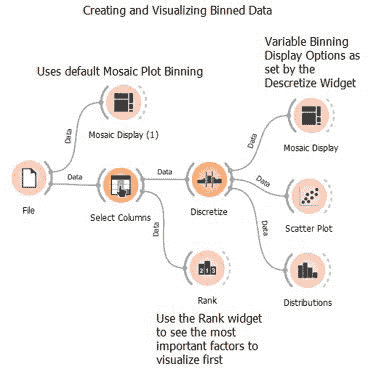 Creating and Visualizing Binned Data
Variable Binning
Display Options as
set by the
Descretize Widget
Uses default Mosaic Plot Binning
Data
Mosaic Display (1)
Data
Mosaic Display
File
Data
Select Columns
Data
Discretize
Data
Scatter Plot
Data
Rank
Data
Distributions
Use the Rank widget
to see the most
important factors to
visualize first